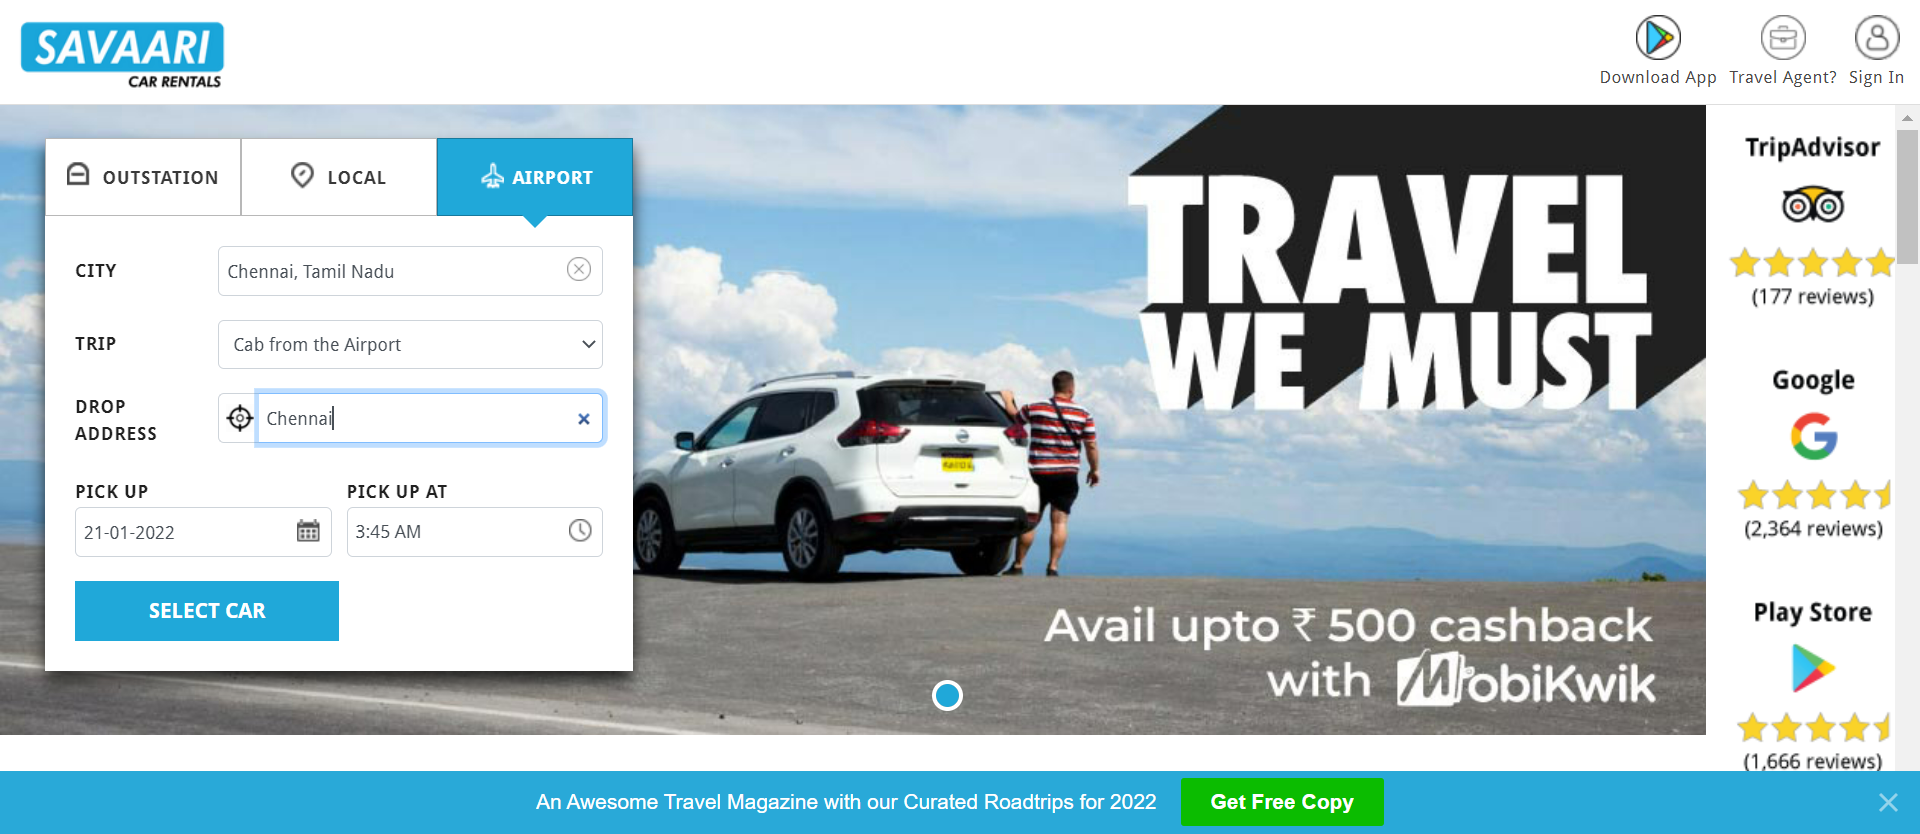 SAVAARI
CAR RENTALS
Download App
Travel Agent?
Sign In
OUTSTATION
LOCAL
AIRPORT
CITY
Chennai, Tamil Nadu
TRIP
Cab from the Airport
DROP
ADDRESS
Chennai
PICK UP
PICK UP AT
21-01-2022
3:45 AM
SELECT CAR
TRAVEL
WE MUST
Avail upto ₹ 500 cashback
with MobiKwik
TripAdvisor
(177 reviews)
Google
(2,364 reviews)
Play Store
(1,666 reviews)
An Awesome Travel Magazine with our Curated Roadtrips for 2022
Get Free Copy